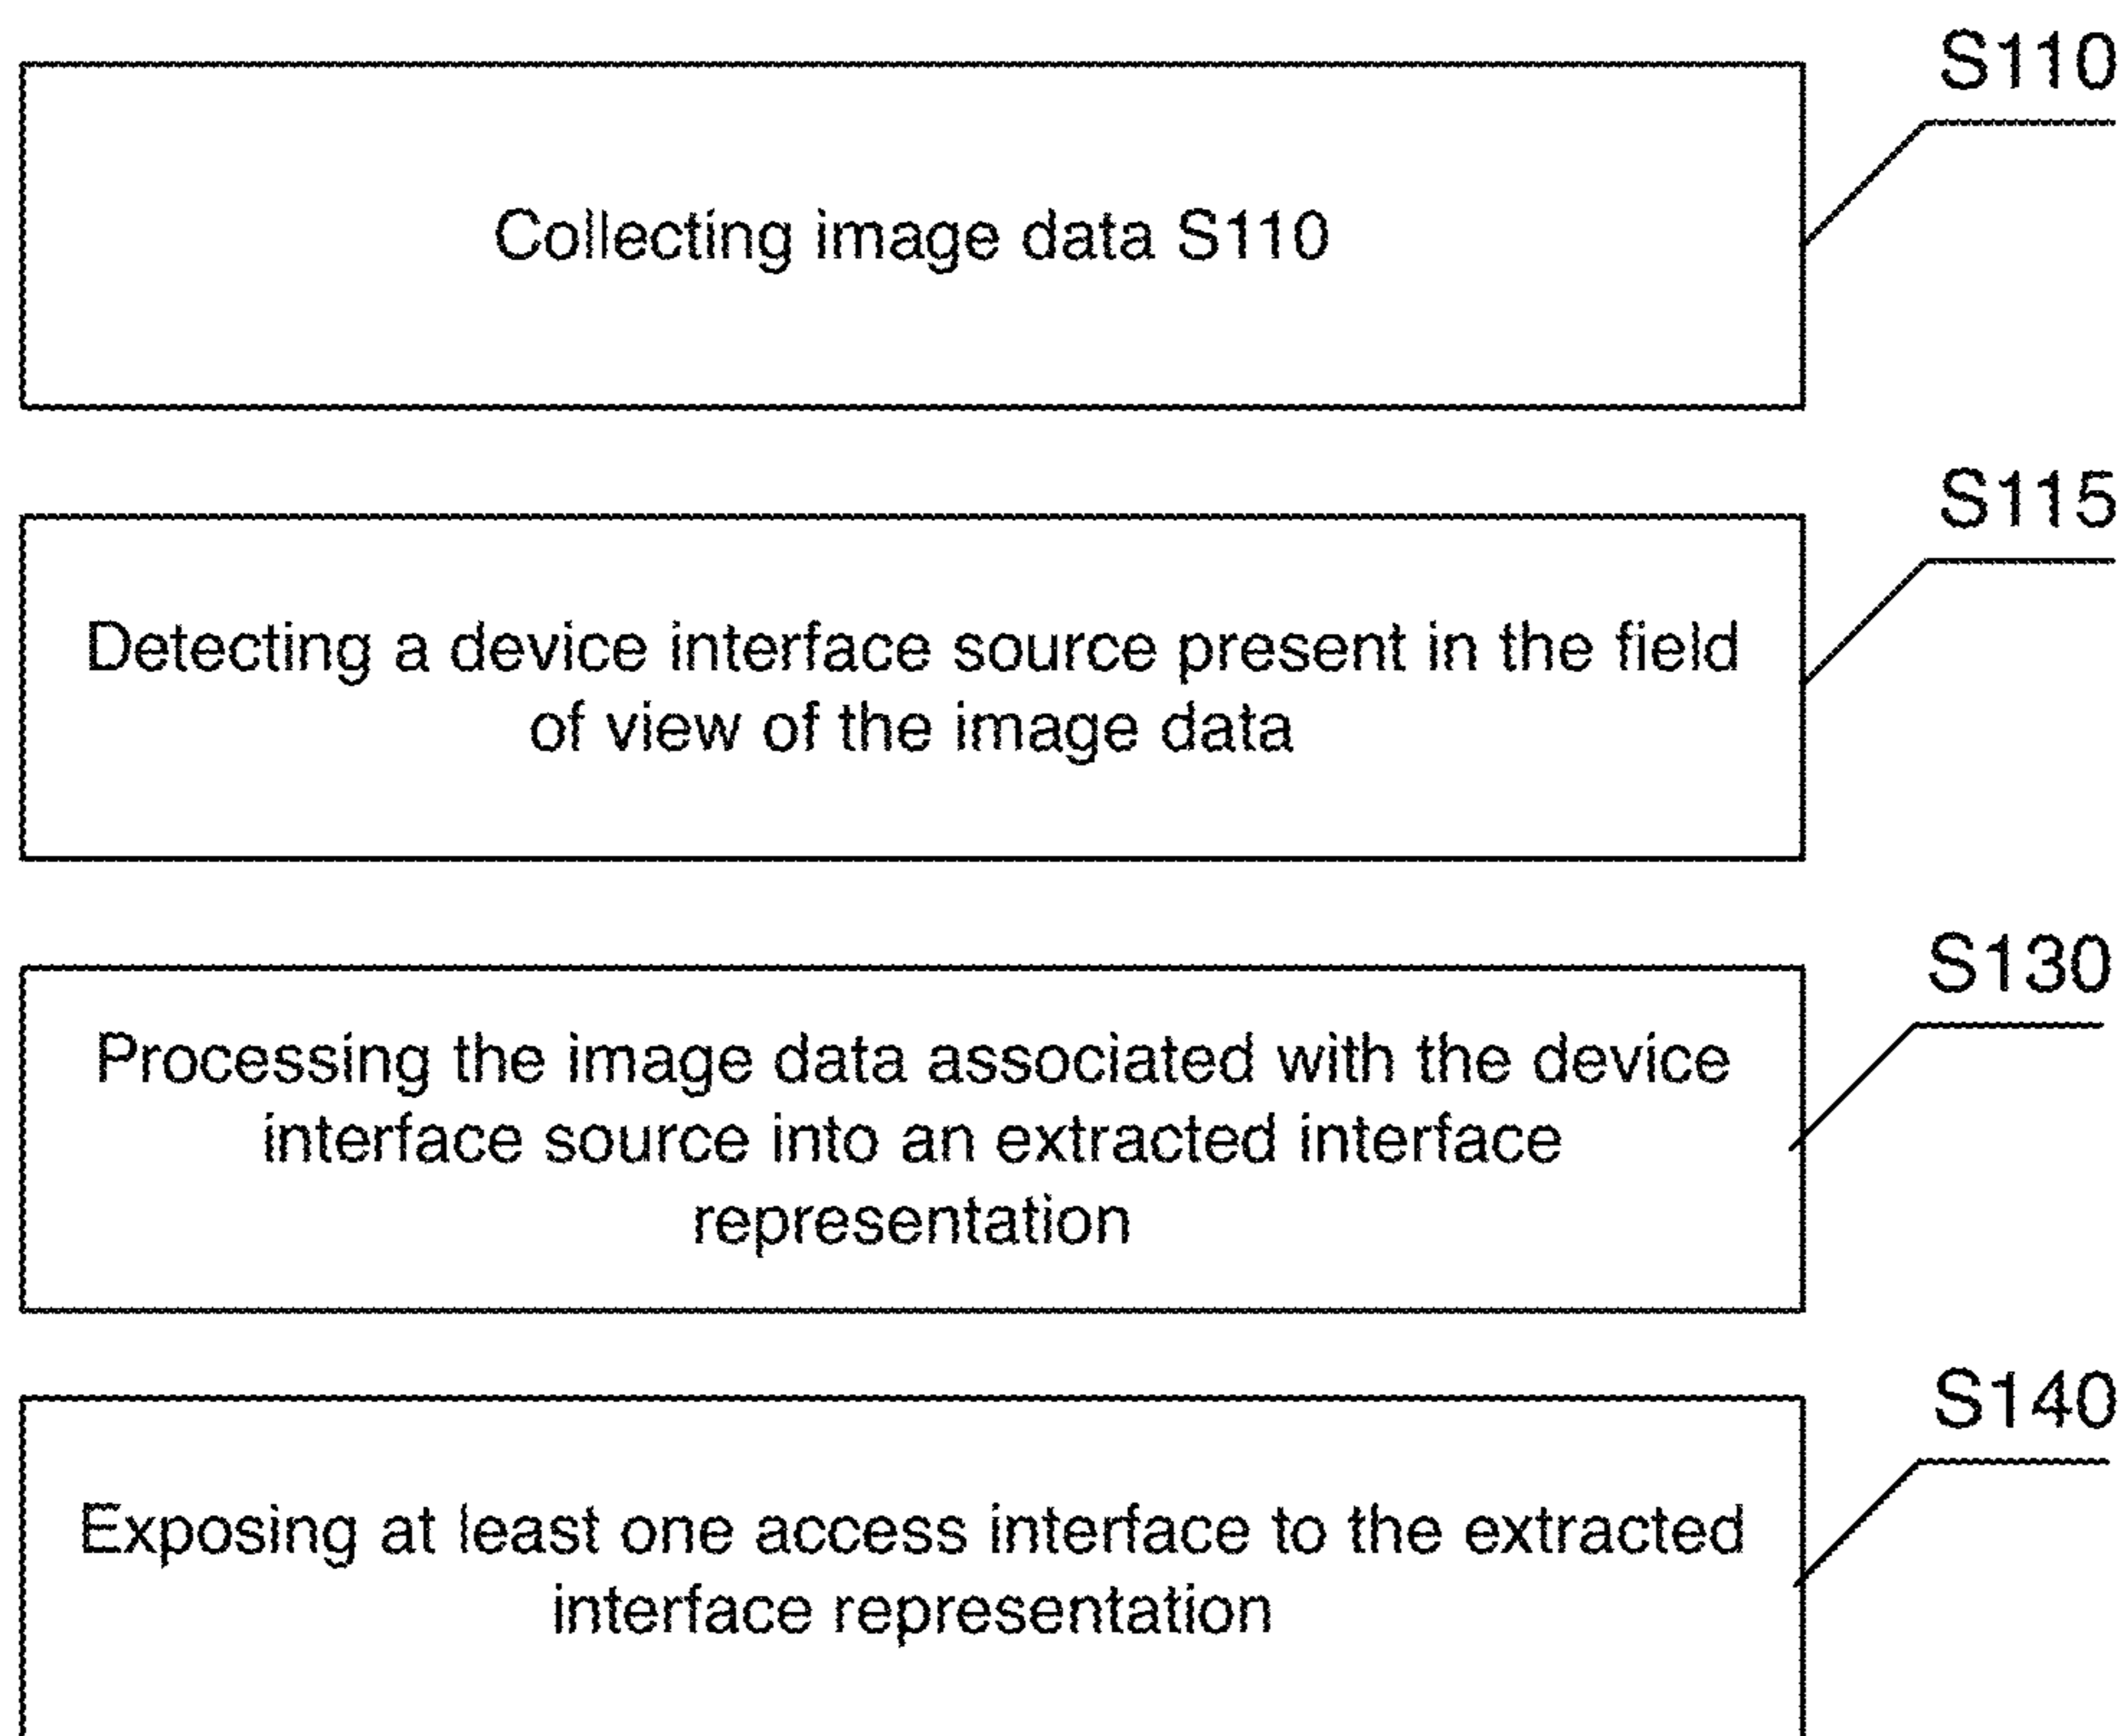 S110
Collecting image data S110
S115
Detecting a device interface source present in the field
of view of the image data
S130
Processing the image data associated with the device
interface source into an extracted interface
representation
S140
Exposing at least one access interface to the extracted
interface representation